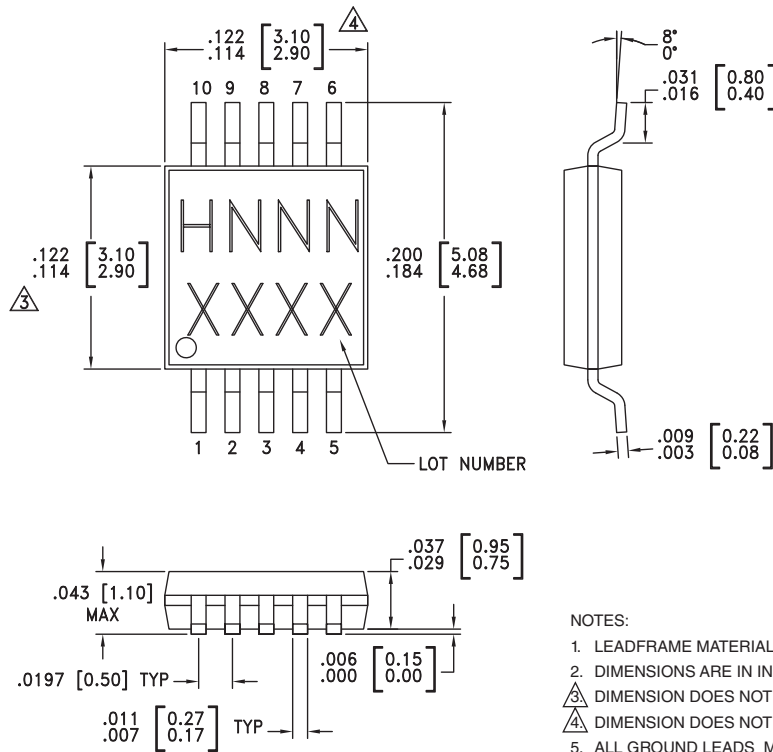 .122 [3.10]
.114 [2.90]
4
10 9 8 7 6
8°
0°
.031 [0.80]
.016 [0.40]
HNNN
XXXX
.122 [3.10]
.114 [2.90]
3
.200 [5.08]
.184 [4.68]
1 2 3 4 5
LOT NUMBER
.009 [0.22]
.003 [0.08]
.037 [0.95]
.029 [0.75]
.043 [1.10]
MAX
.0197 [0.50] TYP
.006 [0.15]
.000 [0.00]
.011 [0.27]
.007 [0.17] TYP
NOTES:
1. LEADFRAME MATERIAL
2. DIMENSIONS ARE IN IN
3. DIMENSION DOES NOT
4. DIMENSION DOES NOT
5. ALL GROUND LEADS M